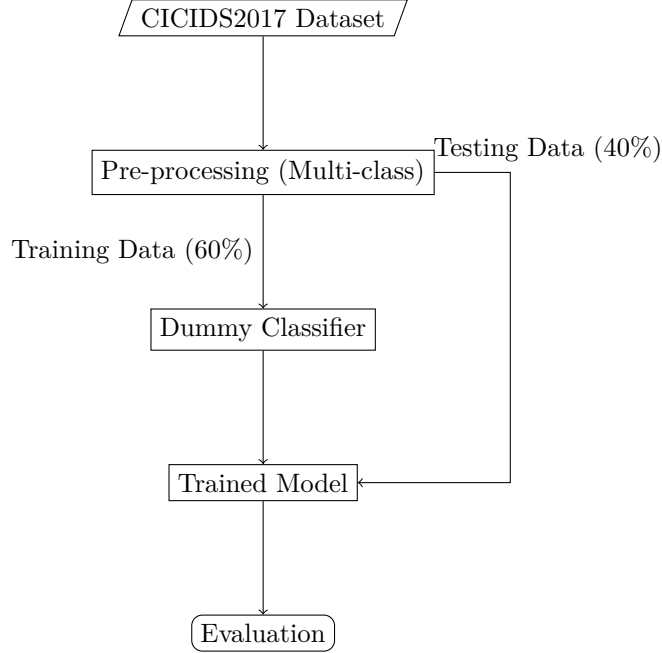 CICIDS2017 Dataset
Testing Data (40%)
Pre-processing (Multi-class)
Training Data (60%)
Dummy Classifier
Trained Model
Evaluation